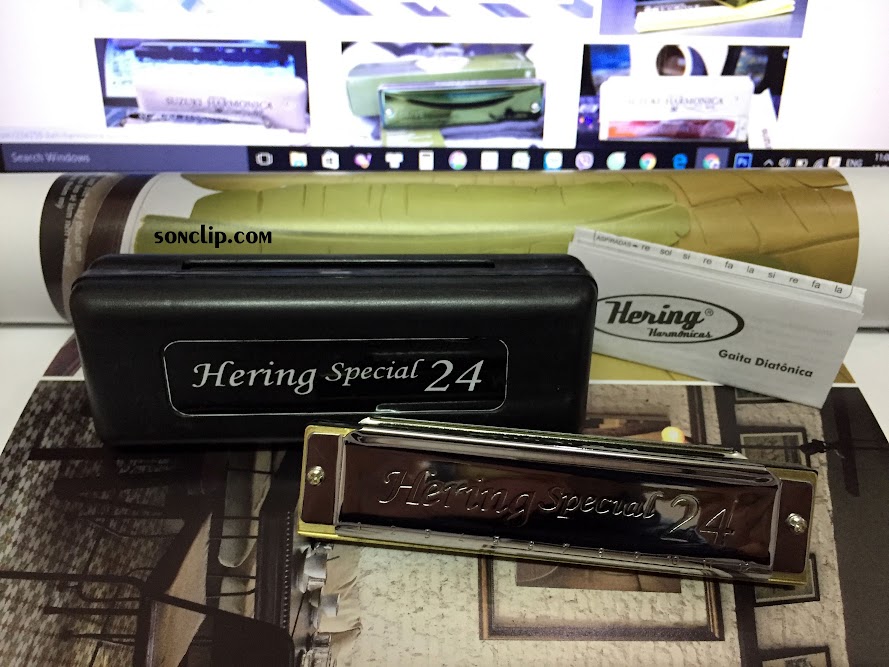 SUZUKI HARMONICA
SUZUKI HARMONICA
Search Windows
ENG
sonclip.com
ASPIRADAS re sol si re fa la si re fa la
Hering®
Harmônicas
Gaita Diatônica
Hering Special 24
Hering Special 24